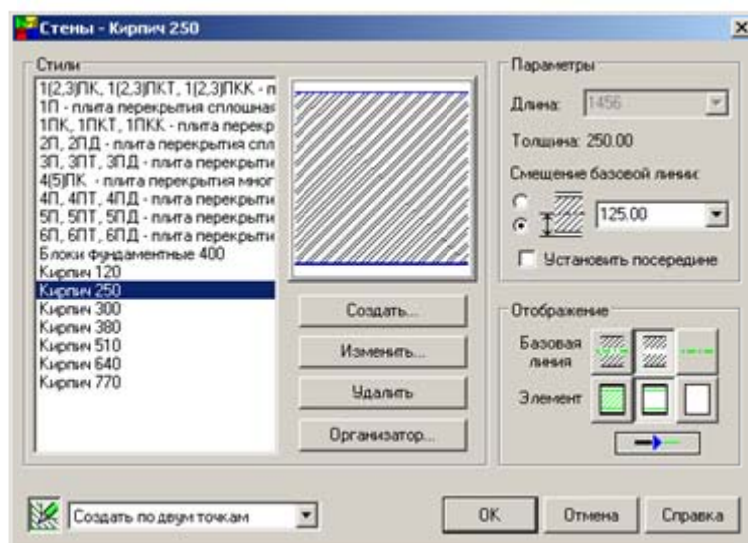 Стены - Кирпич 250
Стили
1(2,3)ПК, 1(2,3)ПКТ, 1(2,3)ПКК - п
1П - плита перекрытия сплошная
1ПК, 1ПКТ, 1ПКК - плита перекр
2П, 2ПД - плита перекрытия спл
3П, 3ПТ, 3ПД - плита перекрыти
4(5)ПК - плита перекрытия мног
4П, 4ПТ, 4ПД - плита перекрыти
5П, 5ПТ, 5ПД - плита перекрыти
6П, 6ПТ, 6ПД - плита перекрыти
Блоки фундаментные 400
Кирпич 120
Кирпич 250
Кирпич 300
Кирпич 380
Кирпич 510
Кирпич 640
Кирпич 770
Создать...
Изменить...
Удалить
Организатор...
Параметры
Длина: 1456
Толщина: 250.00
Смещение базовой линии:
125.00
Установить посередине
Отображение
Базовая линия
Элемент
Создать по двум точкам
OK
Отмена
Справка